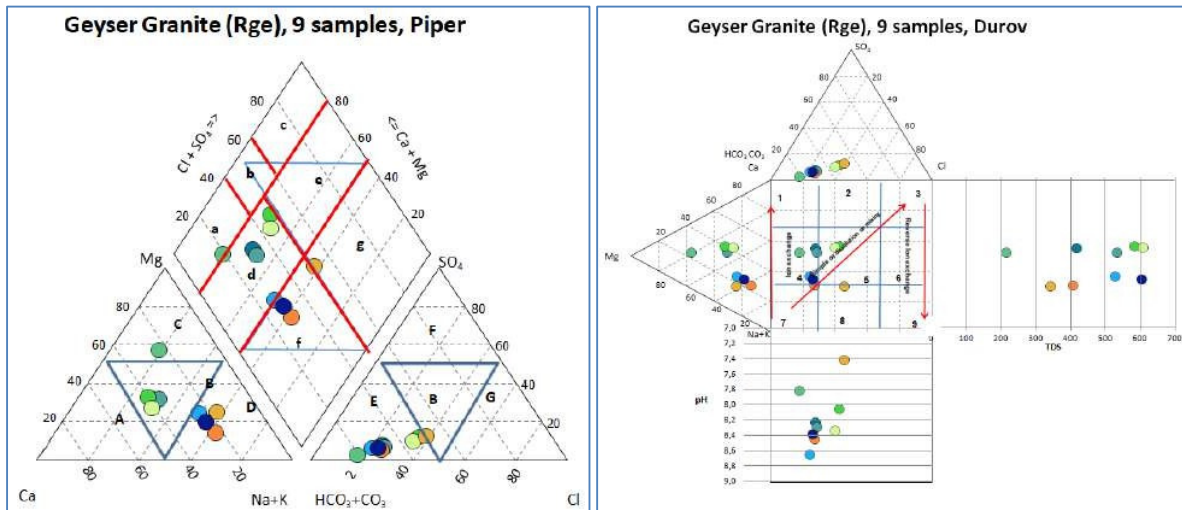 Geyser Granite (Rge), 9 samples, Piper
80
80
60
c
60
Cl + SO₄ =>
<= Ca + Mg
40
40
b
e
20
20
a
g
Mg
d
SO₄
80
80
C
f
F
60
60
40
40
B
E
B
G
A
D
20
20
80
60
40
20
20
40
60
80
Ca
Na+K
HCO₃+CO₃
Cl
Geyser Granite (Rge), 9 samples, Durov
SO₄
80
20
60
40
40
60
20
80
HCO₃CO₃
Cl
Ca
80
60
40
20
1
2
3
Mg
Ion exchange
Reverse Ion exchange
4
5
6
20
40
60
80
7
8
9
Na+K
7,0
7,2
7,4
7,6
7,8
8,0
8,2
8,4
8,6
8,8
9,0
pH
100
200
300
400
500
600
700
TDS